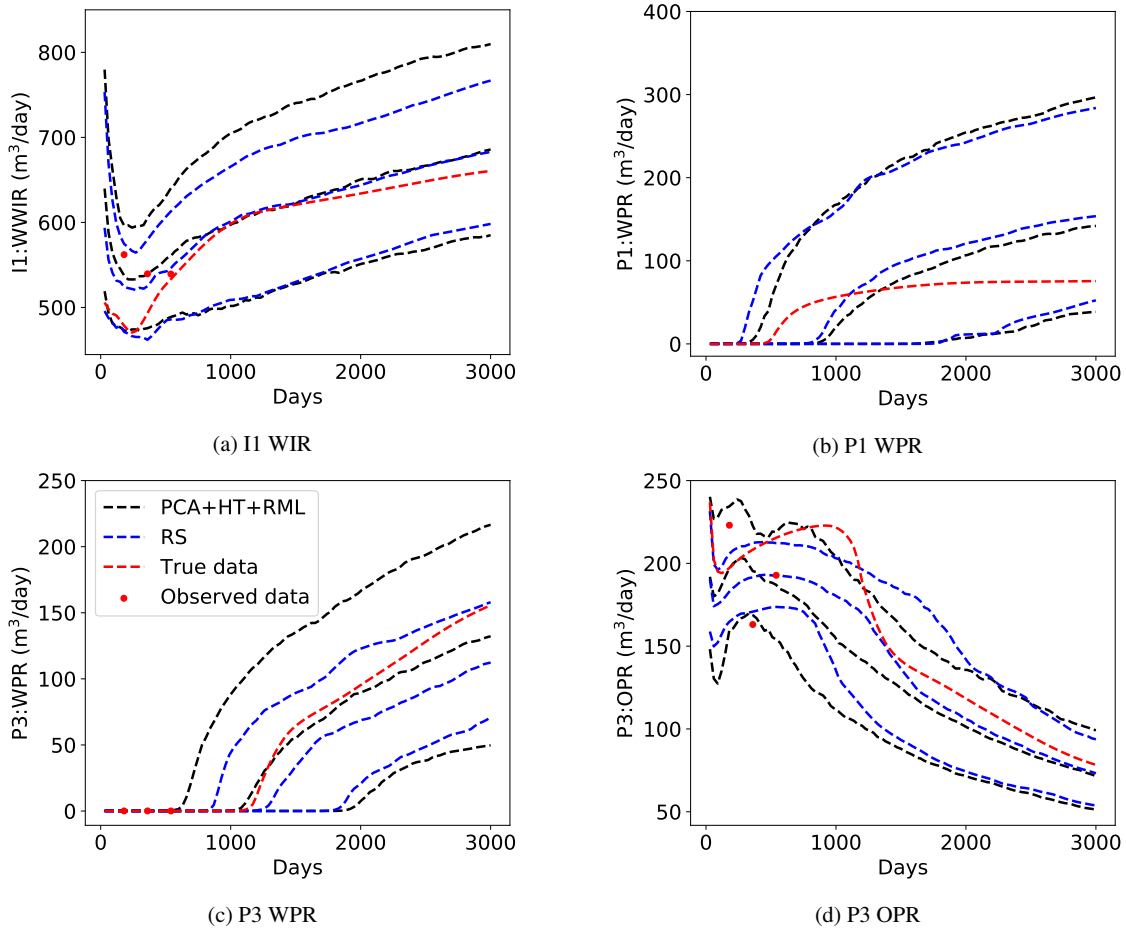 800
700
600
500
I1:WWIR (m³/day)
0
1000
2000
3000
Days
(a) I1 WIR
400
300
200
100
0
P1:WPR (m³/day)
0
1000
2000
3000
Days
(b) P1 WPR
250
200
150
100
50
0
P3:WPR (m³/day)
PCA+HT+RML
RS
True data
Observed data
0
1000
2000
3000
Days
(c) P3 WPR
250
200
150
100
50
P3:OPR (m³/day)
0
1000
2000
3000
Days
(d) P3 OPR